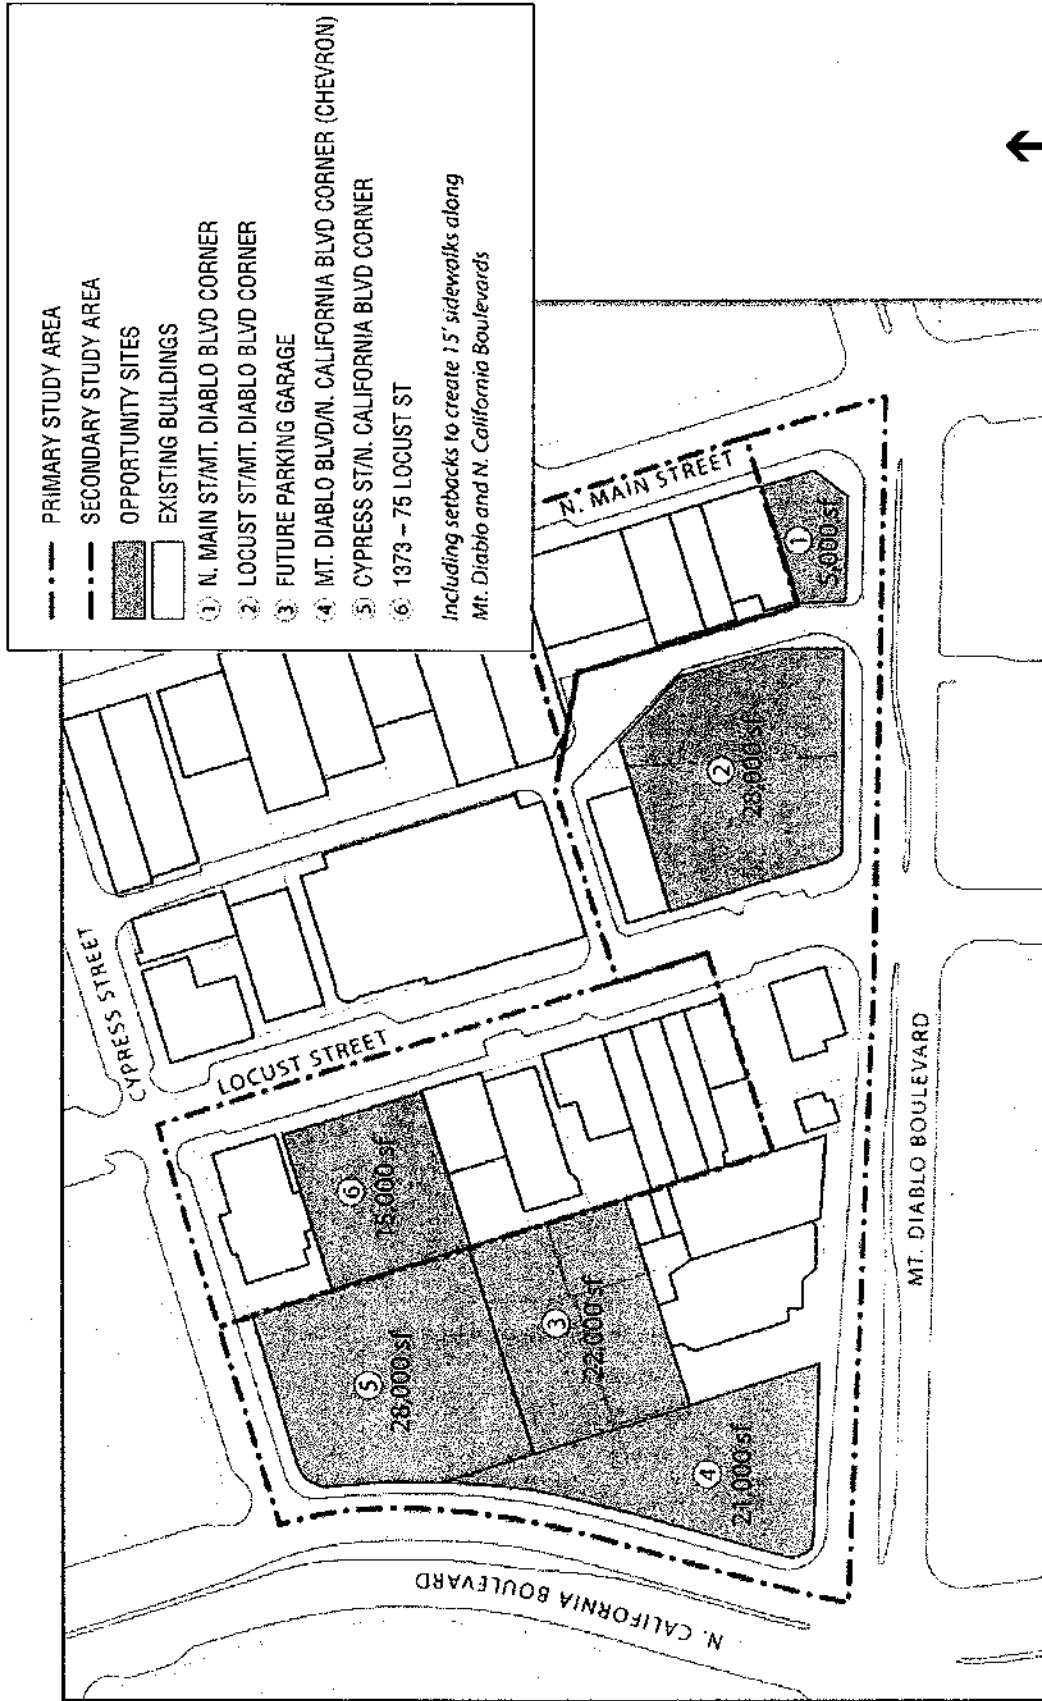 PRIMARY STUDY AREA
SECONDARY STUDY AREA
OPPORTUNITY SITES
EXISTING BUILDINGS
① N. MAIN ST/MT. DIABLO BLVD CORNER
② LOCUST ST/MT. DIABLO BLVD CORNER
③ FUTURE PARKING GARAGE
④ MT. DIABLO BLVD/N. CALIFORNIA BLVD CORNER (CHEVRON)
⑤ CYPRESS ST/N. CALIFORNIA BLVD CORNER
⑥ 1373 – 75 LOCUST ST
Including setbacks to create 15' sidewalks along
Mt. Diablo and N. California Boulevards
CYPRESS STREET
LOCUST STREET
N. MAIN STREET
N. CALIFORNIA BOULEVARD
MT. DIABLO BOULEVARD
⑥
⑤
28,000 sf
③
22,000 sf
④
21,000 sf
②
28,000 sf
①
5,000 sf